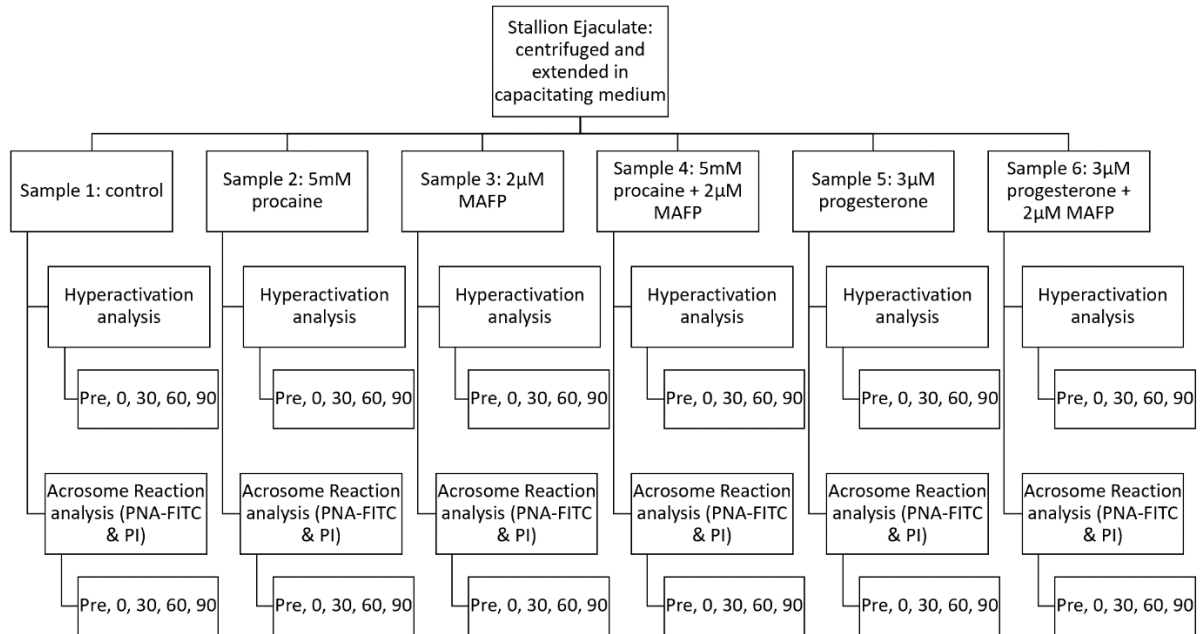 Stallion Ejaculate:
centrifuged and
extended in
capacitating medium
Sample 1: control
Sample 2: 5mM
procaine
Sample 3: 2µM
MAFP
Sample 4: 5mM
procaine + 2µM
MAFP
Sample 5: 3µM
progesterone
Sample 6: 3µM
progesterone +
2µM MAFP
Hyperactivation
analysis
Hyperactivation
analysis
Hyperactivation
analysis
Hyperactivation
analysis
Hyperactivation
analysis
Hyperactivation
analysis
Pre, 0, 30, 60, 90
Pre, 0, 30, 60, 90
Pre, 0, 30, 60, 90
Pre, 0, 30, 60, 90
Pre, 0, 30, 60, 90
Pre, 0, 30, 60, 90
Acrosome Reaction
analysis (PNA-FITC
& PI)
Acrosome Reaction
analysis (PNA-FITC
& PI)
Acrosome Reaction
analysis (PNA-FITC
& PI)
Acrosome Reaction
analysis (PNA-FITC
& PI)
Acrosome Reaction
analysis (PNA-FITC
& PI)
Acrosome Reaction
analysis (PNA-FITC
& PI)
Pre, 0, 30, 60, 90
Pre, 0, 30, 60, 90
Pre, 0, 30, 60, 90
Pre, 0, 30, 60, 90
Pre, 0, 30, 60, 90
Pre, 0, 30, 60, 90